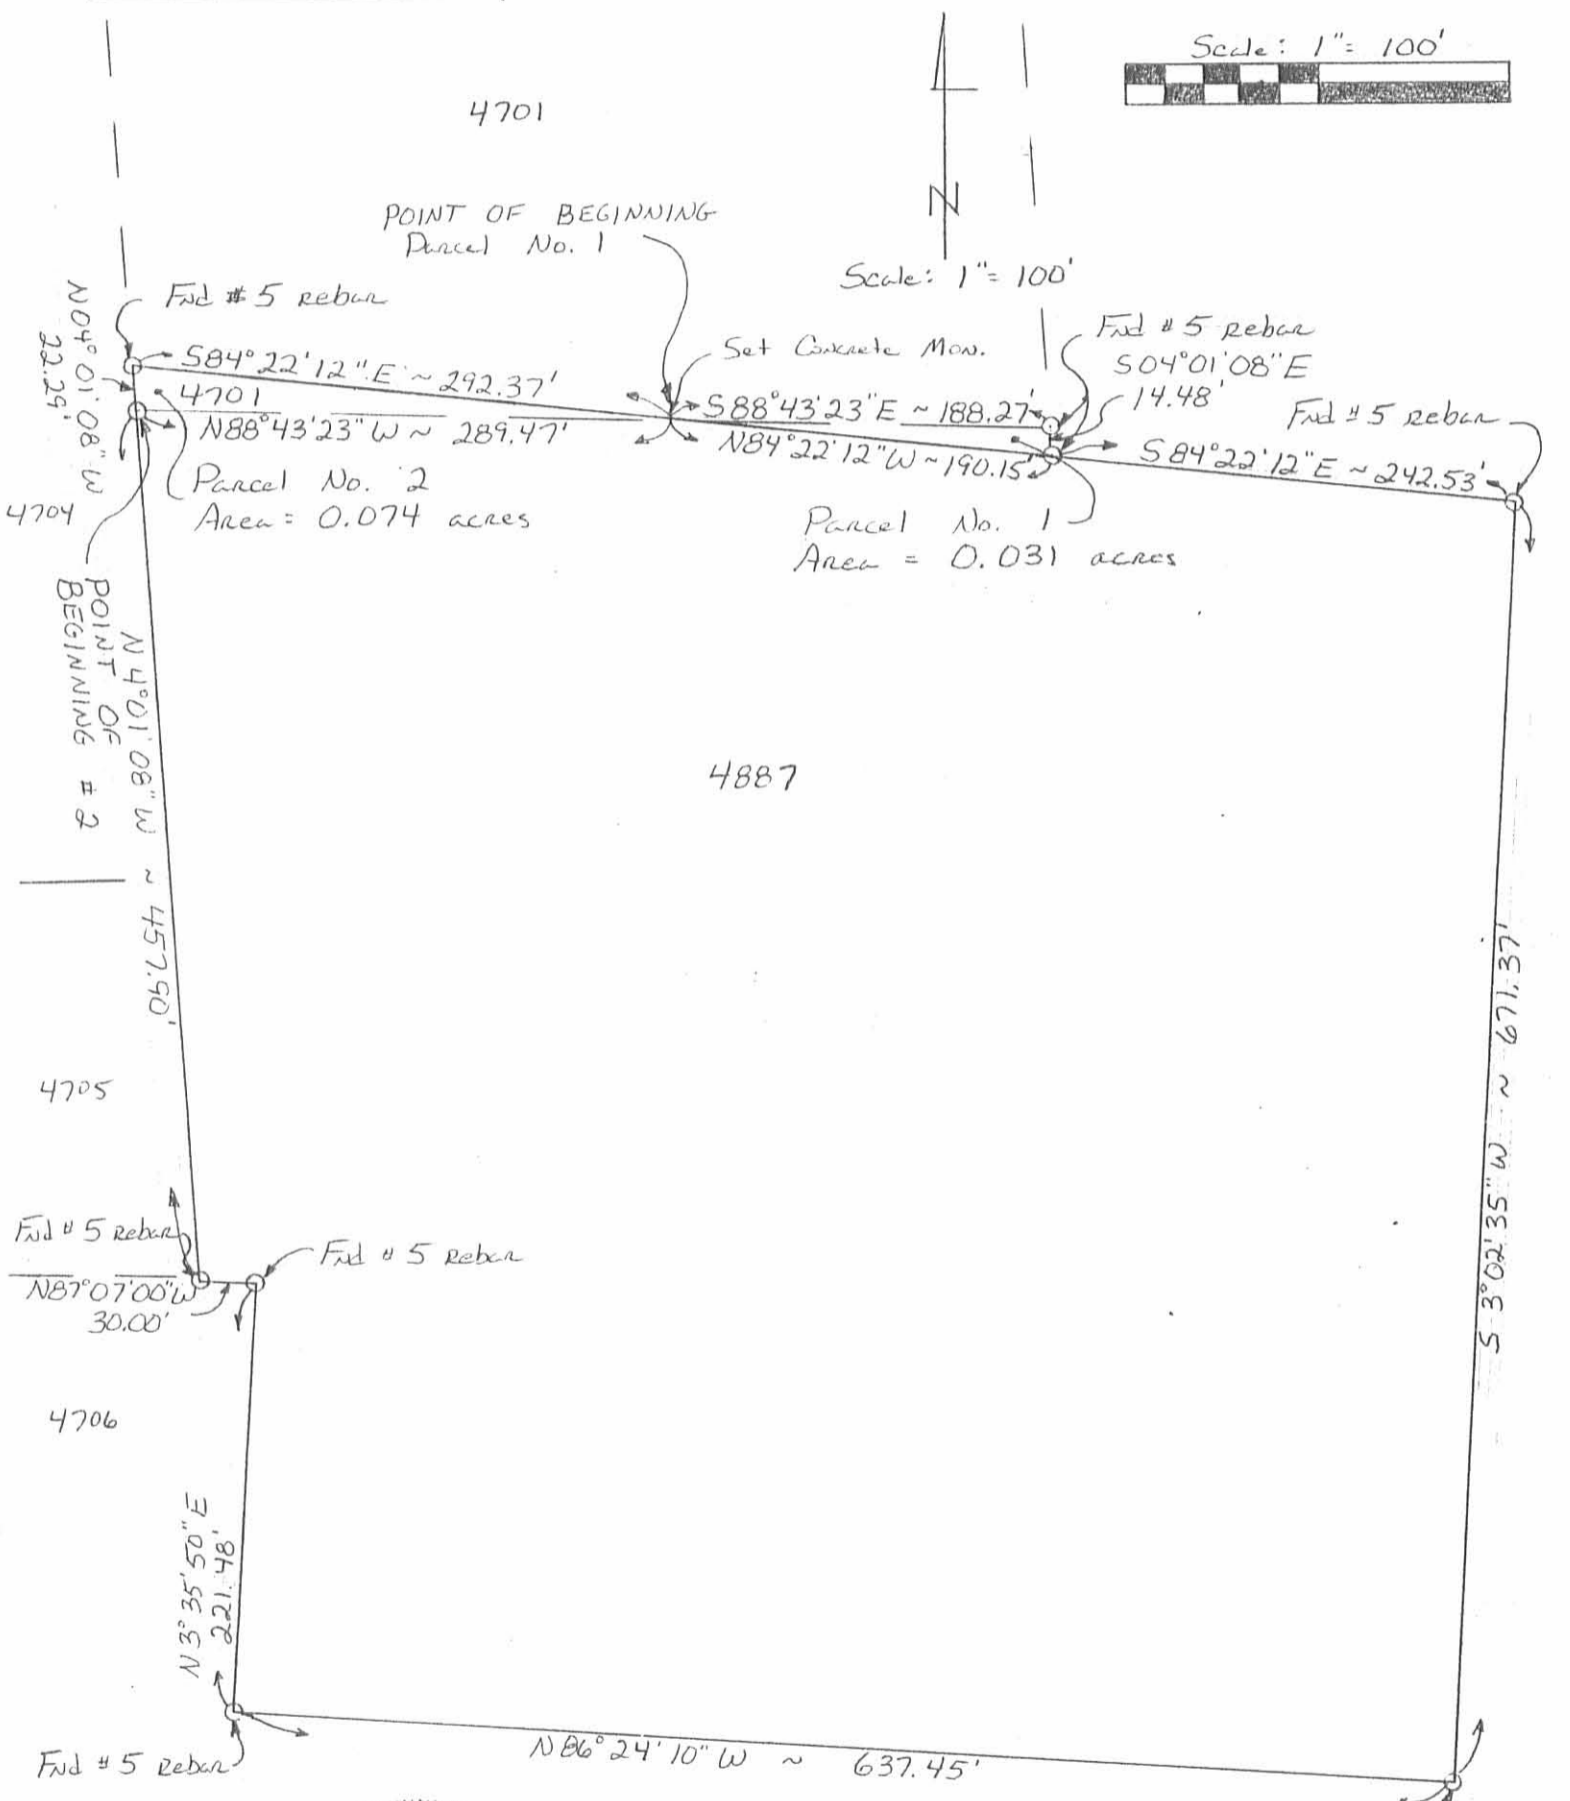 Scale: 1"= 100'
4701
N
POINT OF BEGINNING
Parcel No. 1
Scale: 1"= 100'
Fnd # 5 Rebar
N04°01'08"W
22.29'
S84°22'12"E ~ 292.37'
4701
N88°43'23"W ~ 289.47'
Set Concrete Mon.
S88°43'23"E ~ 188.27'
N84°22'12"W ~ 190.15'
Fnd # 5 Rebar
S04°01'08"E
14.48'
Fnd # 5 Rebar
S84°22'12"E ~ 242.53'
Parcel No. 2
Area = 0.074 acres
4704
Parcel No. 1
Area = 0.031 acres
POINT OF
BEGINNING # 2
N 4°01'08"W ~ 457.90'
4887
S 3°02'35"W ~ 671.37'
4705
Fnd # 5 Rebar
Fnd # 5 Rebar
N87°07'00"W
30.00'
4706
N 3°35'50"E
221.48'
Fnd # 5 Rebar
N86°24'10"W ~ 637.45'